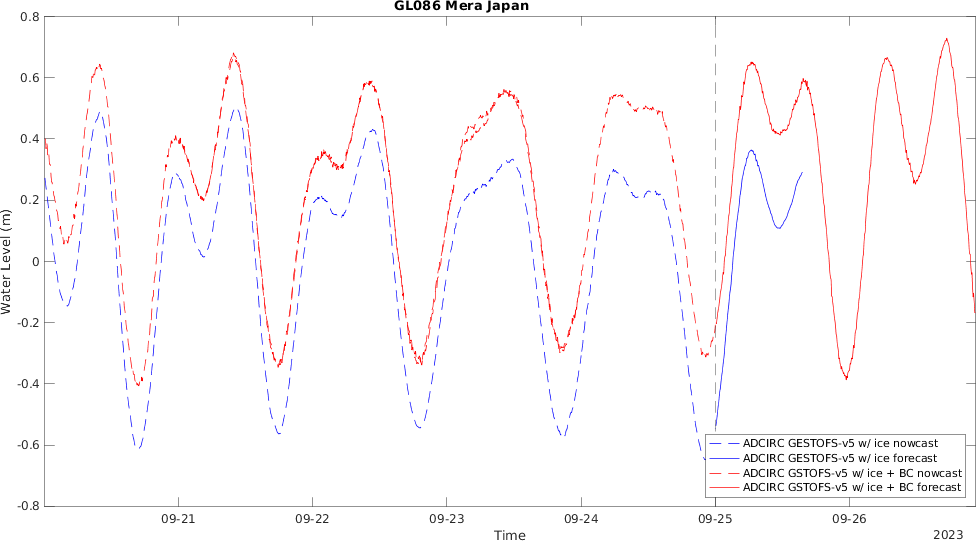 GL086 Mera Japan
0.8
0.6
0.4
0.2
0
-0.2
-0.4
-0.6
-0.8
Water Level (m)
09-21
09-22
09-23
09-24
09-25
09-26
Time
2023
ADCIRC GESTOFS-v5 w/ ice nowcast
ADCIRC GESTOFS-v5 w/ ice forecast
ADCIRC GSTOFS-v5 w/ ice + BC nowcast
ADCIRC GSTOFS-v5 w/ ice + BC forecast